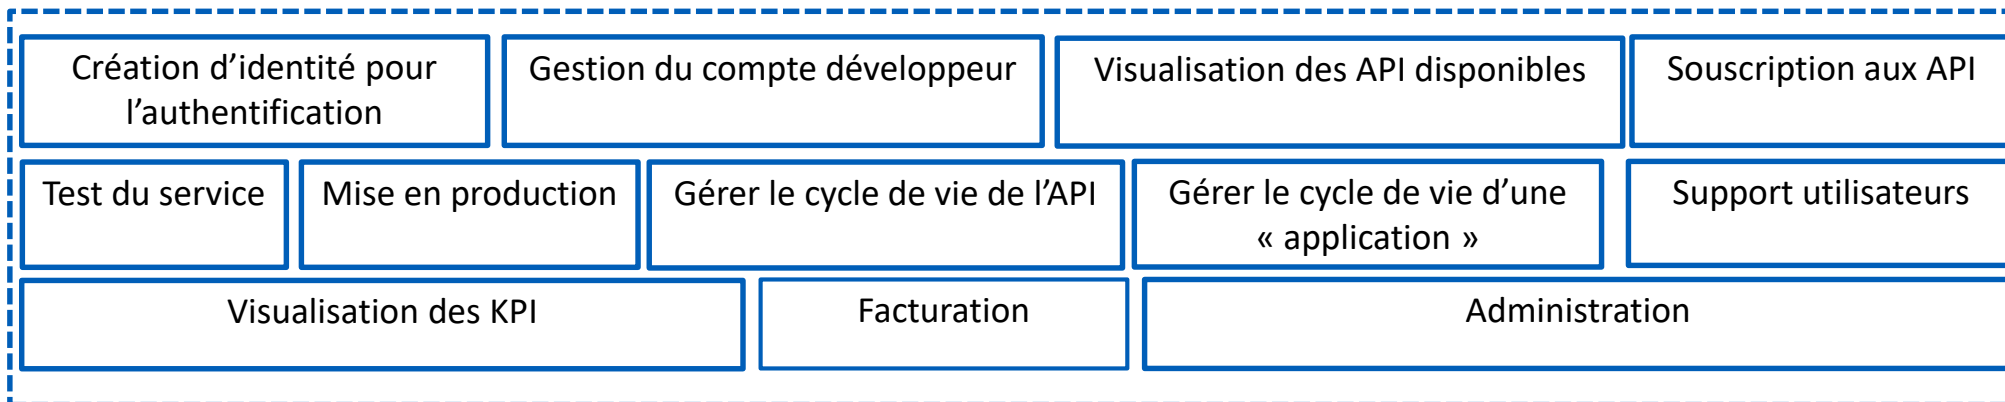 Création d’identité pour
l’authentification
Gestion du compte développeur
Visualisation des API disponibles
Souscription aux API
Test du service
Mise en production
Gérer le cycle de vie de l’API
Gérer le cycle de vie d’une
« application »
Support utilisateurs
Visualisation des KPI
Facturation
Administration